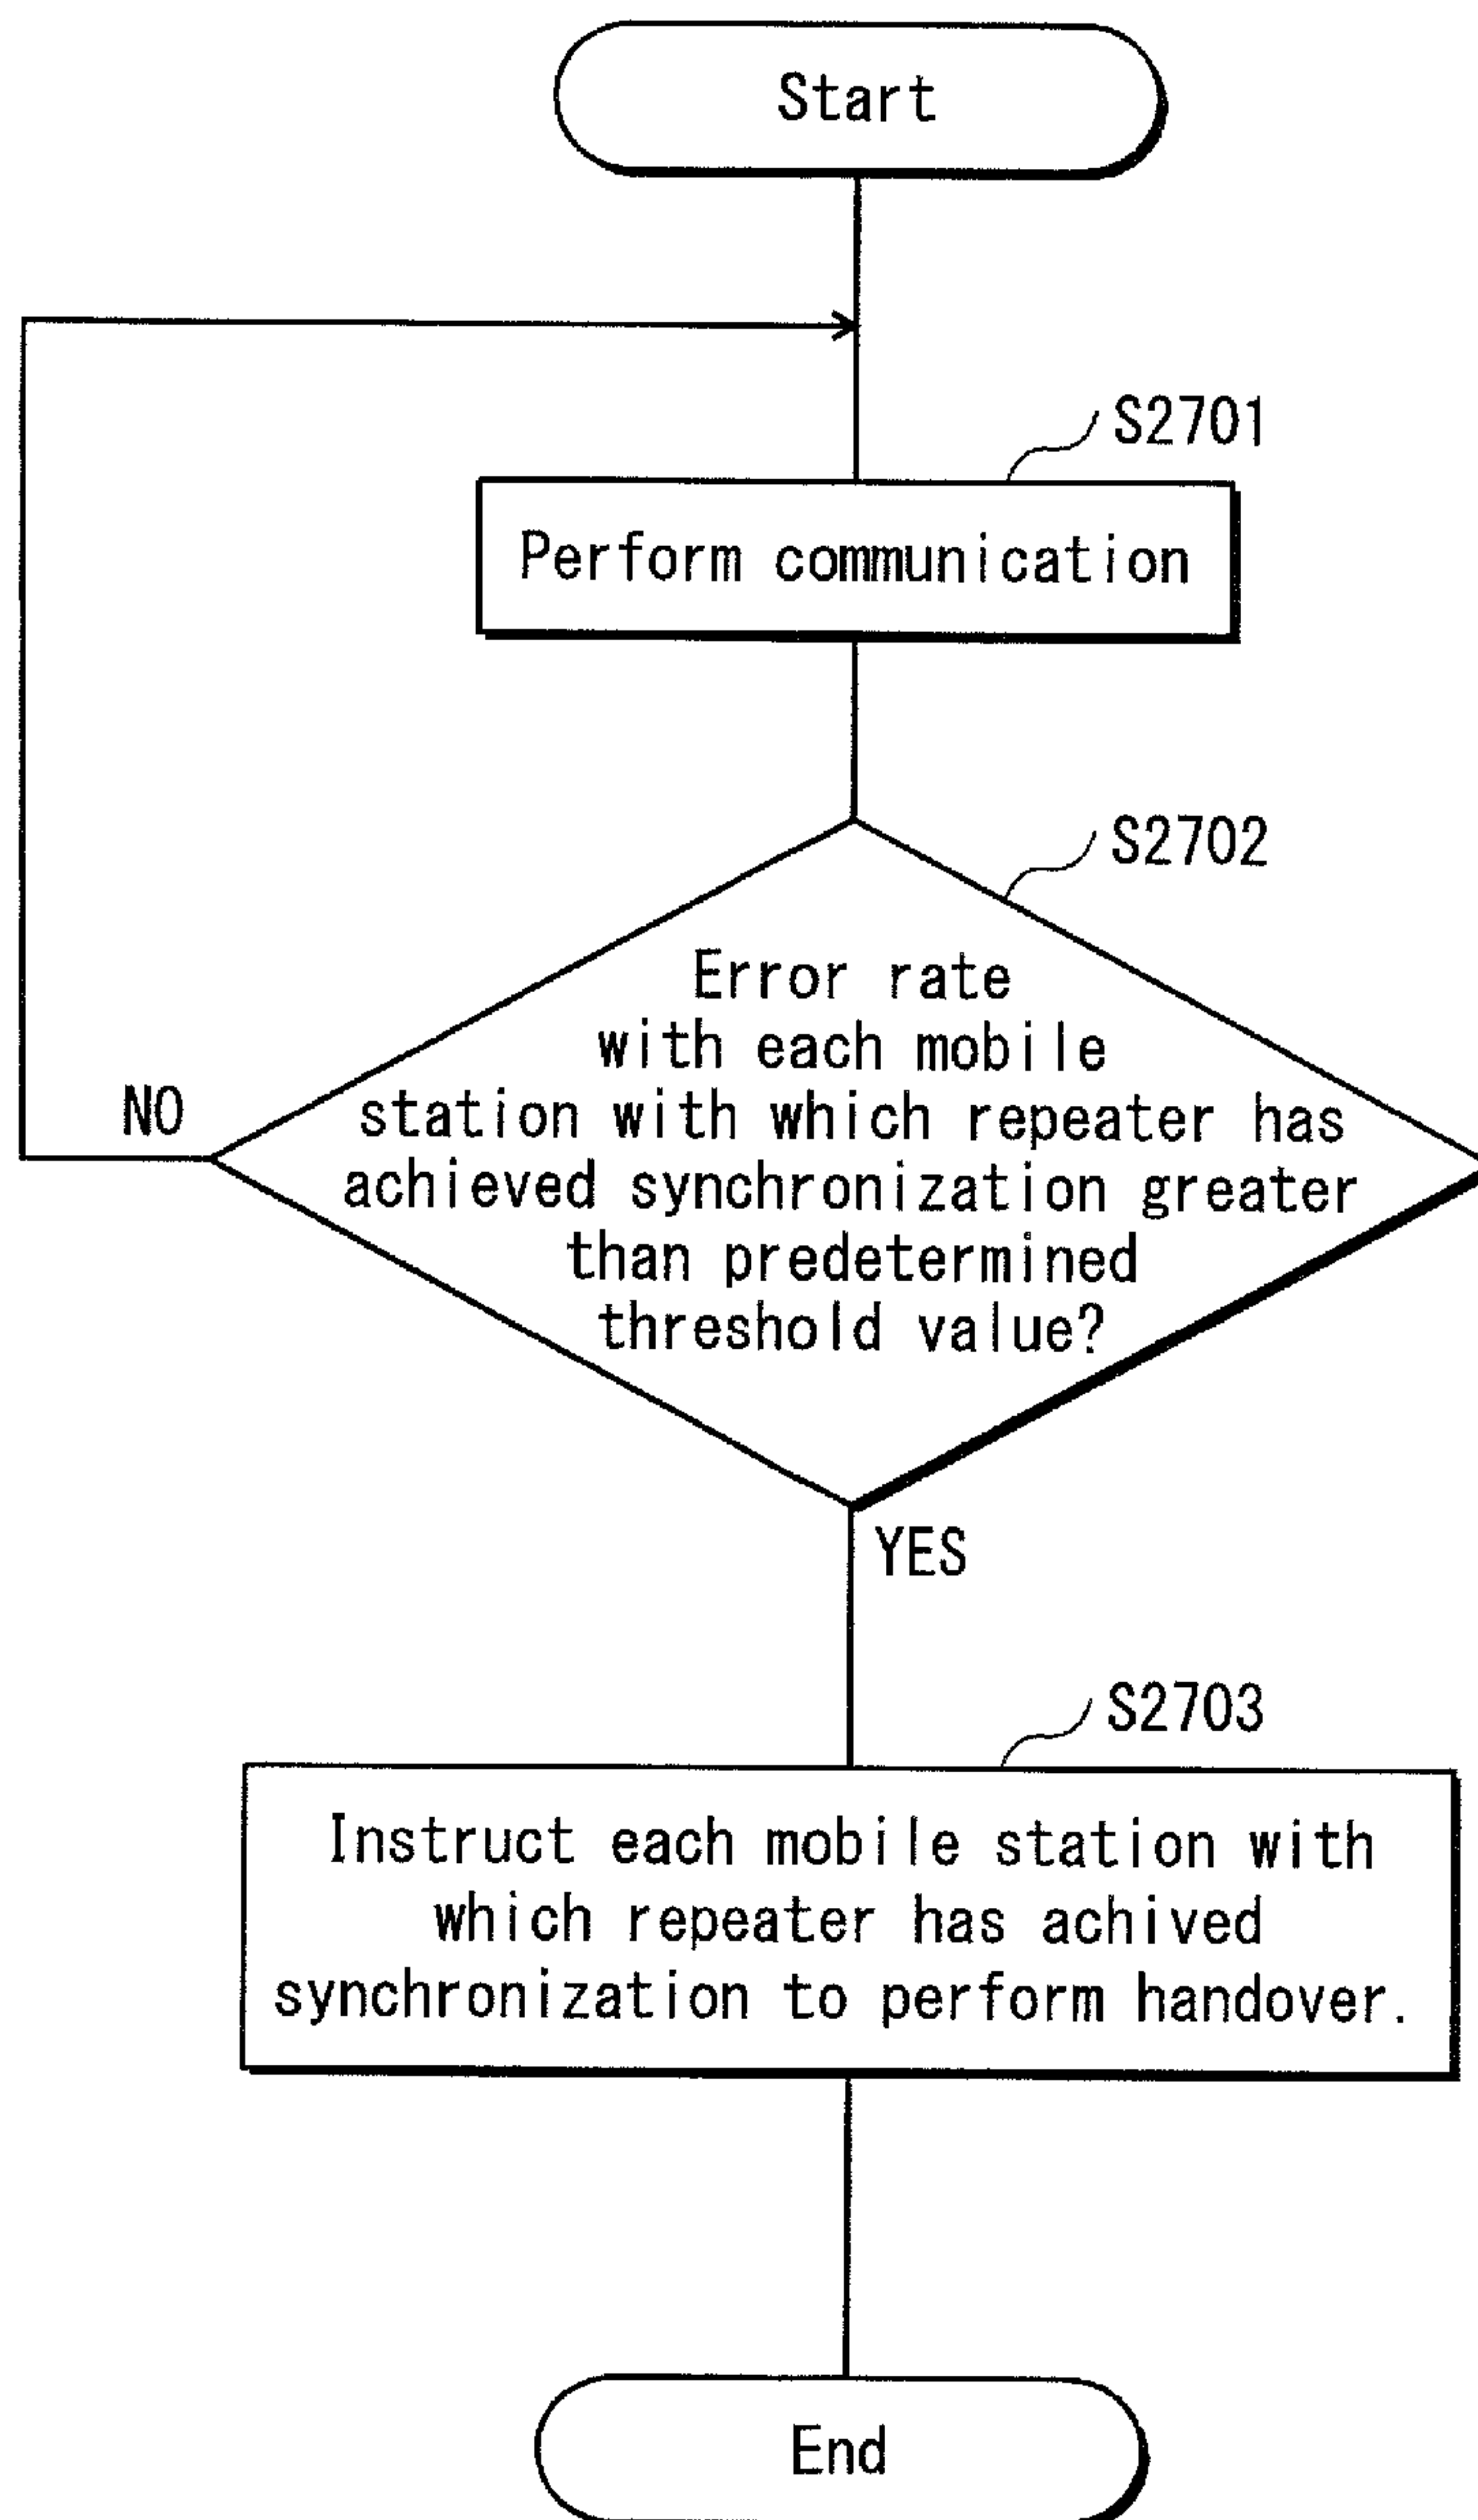 Start
S2701
Perform communication
S2702
Error rate
with each mobile
station with which repeater has
achieved synchronization greater
than predetermined
threshold value?
NO
YES
S2703
Instruct each mobile station with
which repeater has achived
synchronization to perform handover.
End